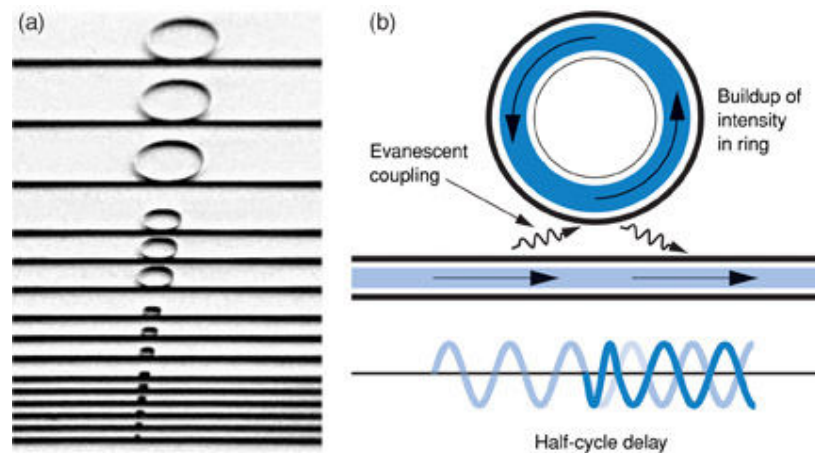 (a)
(b)
Buildup of
intensity
in ring
Evanescent
coupling
Half-cycle delay